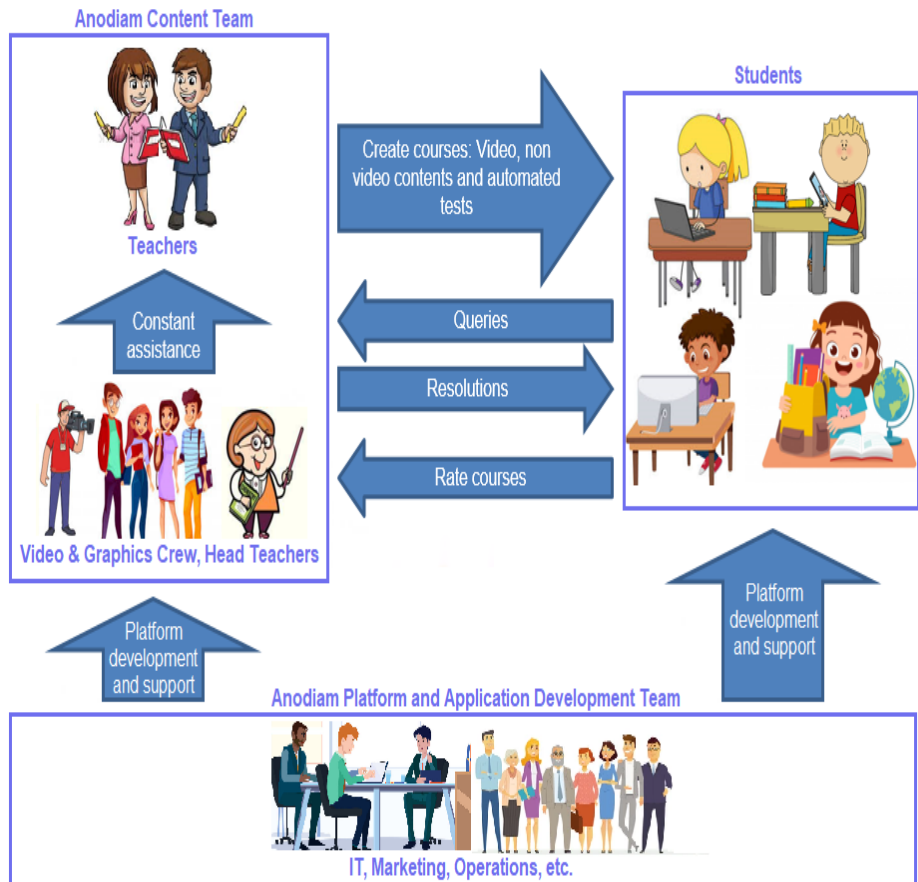 Anodiam Content Team
Teachers
Constant
assistance
Video & Graphics Crew, Head Teachers
Create courses: Video, non
video contents and automated
tests
Queries
Resolutions
Rate courses
Students
Platform
development
and support
Platform
development
and support
Anodiam Platform and Application Development Team
IT, Marketing, Operations, etc.